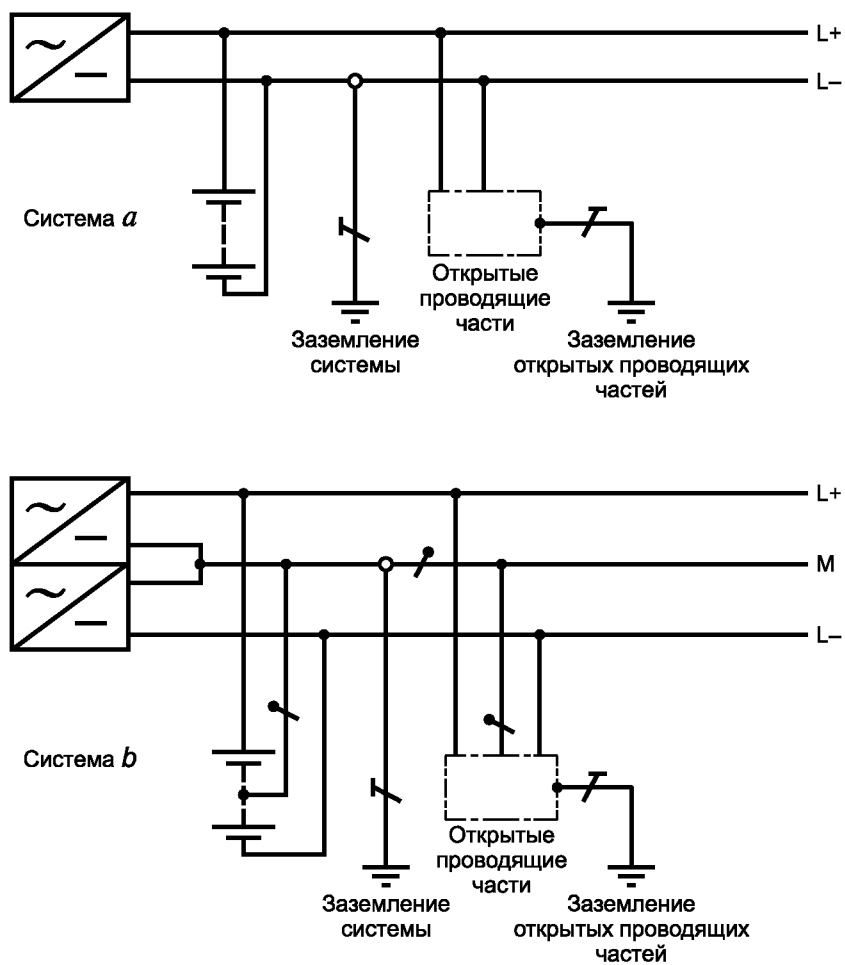 L+
L–
Система a
Открытые
проводящие
части
Заземление
системы
Заземление
открытых проводящих
частей
L+
M
L–
Система b
Открытые
проводящие
части
Заземление
системы
Заземление
открытых проводящих
частей